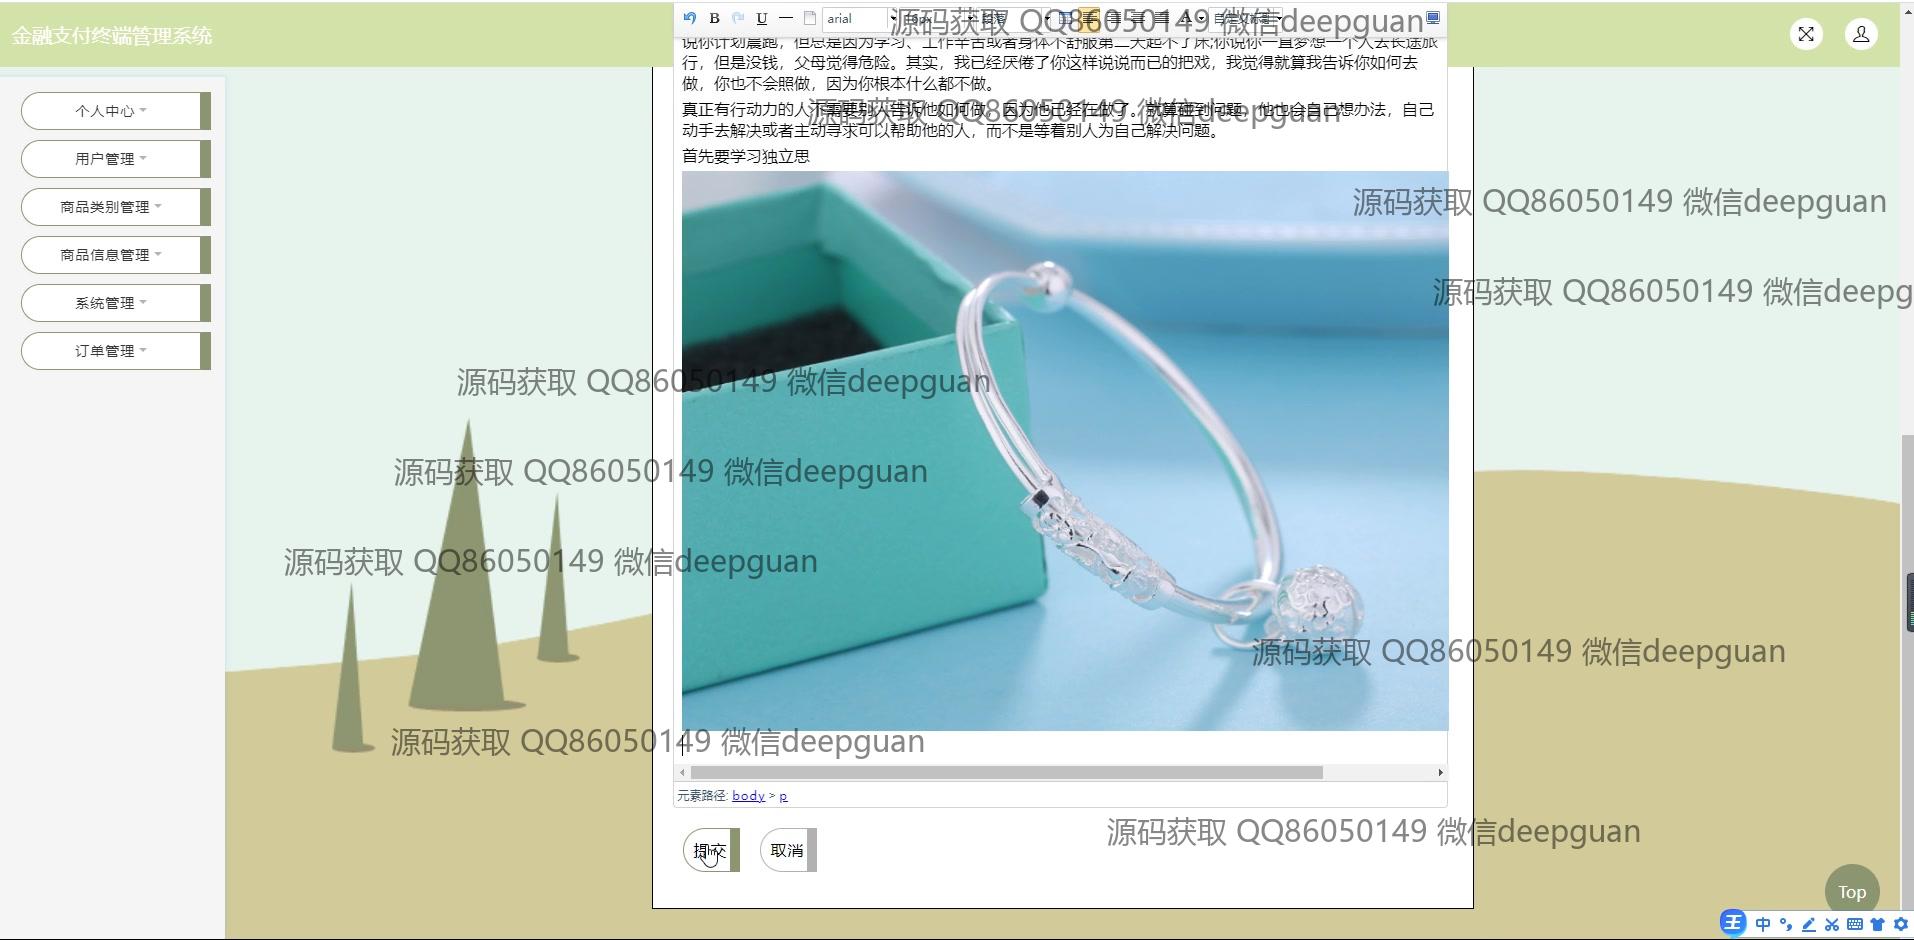 金融支付终端管理系统
个人中心
用户管理
商品类别管理
商品信息管理
系统管理
订单管理
B U arial
源码获取 QQ86050149 微信deepguan
说你计划晨跑，但总是因为学习、工作辛苦或者身体不舒服第二天起不了床;你说你一直梦想一个人去长途旅
行，但是没钱，父母觉得危险。其实，我已经厌倦了你这样说说而已的把戏，我觉得就算我告诉你如何去
做，你也不会照做，因为你根本什么都不做。
真正有行动力的人不需要别人告诉他如何做，因为他已经在做了。就算碰到问题，他也会自己想办法，自己
源码获取 QQ86050149 微信deepguan
动手去解决或者主动寻求可以帮助他的人，而不是等着别人为自己解决问题。
首先要学习独立思
源码获取 QQ86050149 微信deepguan
源码获取 QQ86050149 微信deepg
源码获取 QQ86050149 微信deepguan
源码获取 QQ86050149 微信deepguan
源码获取 QQ86050149 微信deepguan
源码获取 QQ86050149 微信deepguan
源码获取 QQ86050149 微信deepguan
元素路径: body > p
源码获取 QQ86050149 微信deepguan
提交
取消
Top
王 中